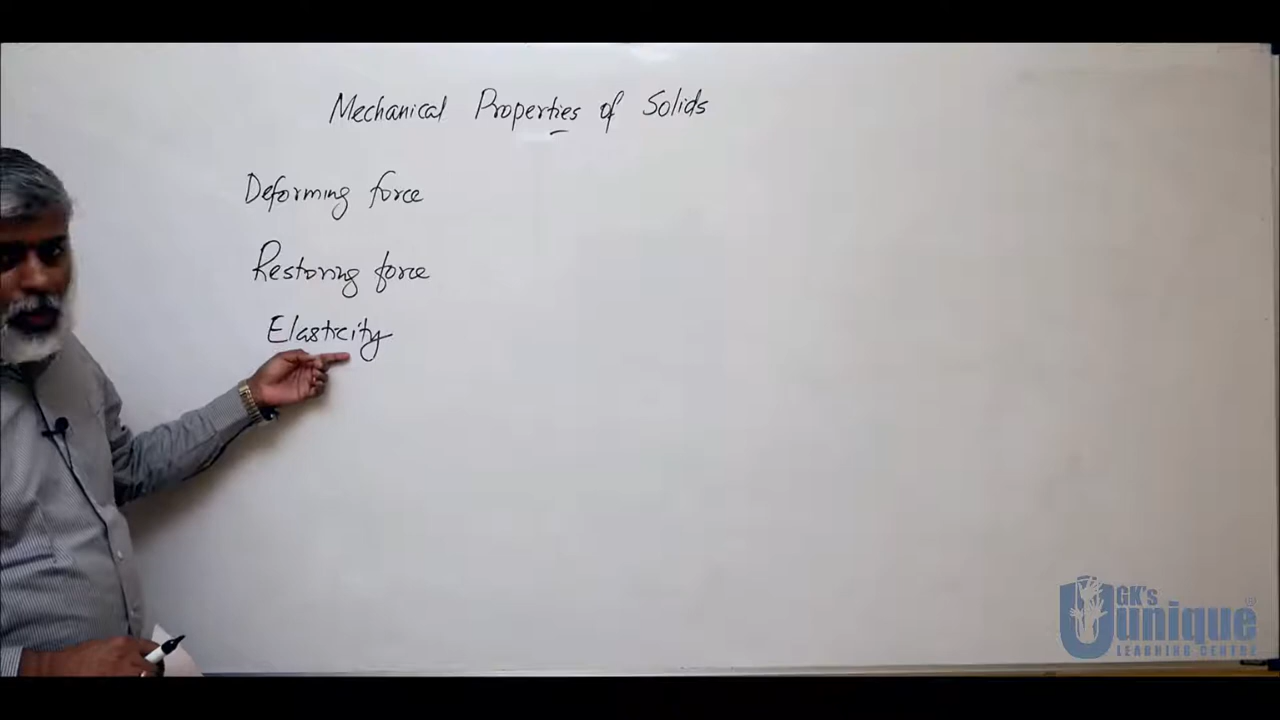 Mechanical Properties of Solids
Deforming force
Restoring force
Elasticity
GK's
unique
LEARNING CENTRE